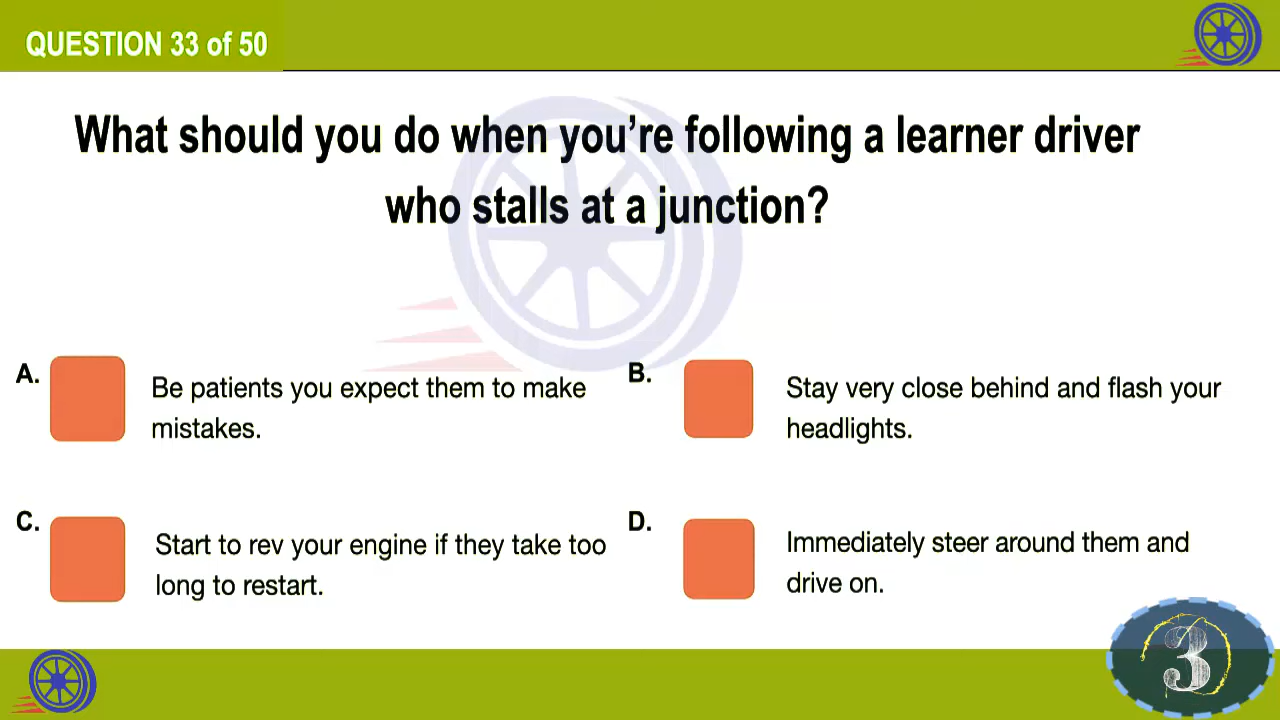 QUESTION 33 of 50
What should you do when you’re following a learner driver
who stalls at a junction?
A.
Be patients you expect them to make
mistakes.
B.
Stay very close behind and flash your
headlights.
C.
Start to rev your engine if they take too
long to restart.
D.
Immediately steer around them and
drive on.
3